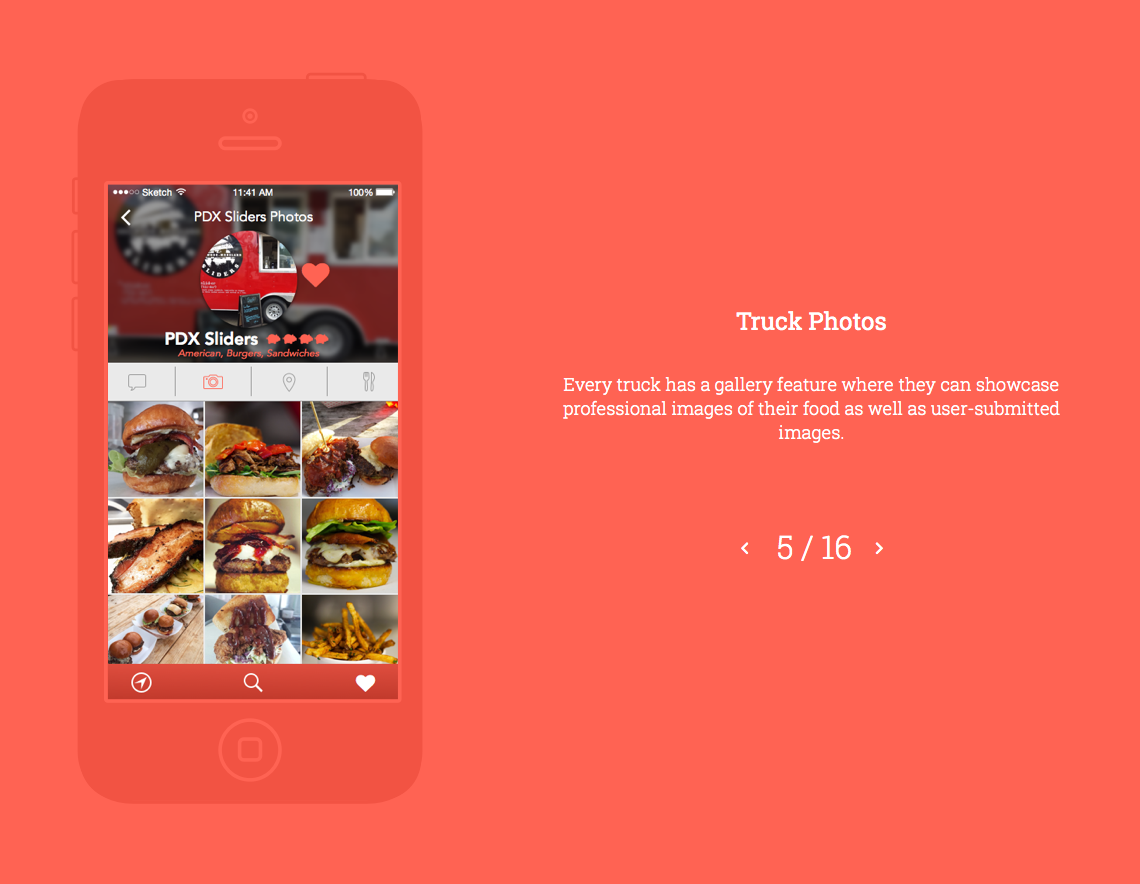 Sketch 11:41 AM 100%
PDX Sliders Photos
SLIDERS
PDX Sliders
American, Burgers, Sandwiches
Truck Photos
Every truck has a gallery feature where they can showcase
professional images of their food as well as user-submitted
images.
5 / 16